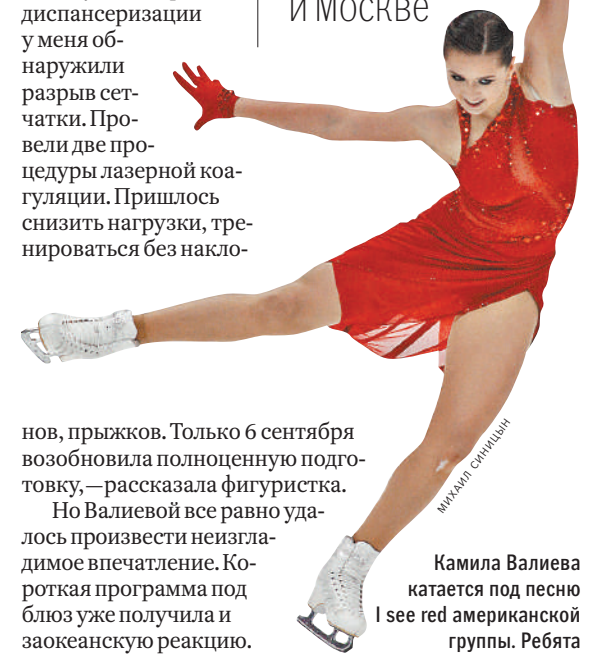 и Москве
диспансеризации
у меня об-
наружили
разрыв сет-
чатки. Про-
вели две про-
цедуры лазерной коа-
гуляции. Пришлось
снизить нагрузки, тре-
нироваться без накло-
нов, прыжков. Только 6 сентября
возобновила полноценную подго-
товку,—рассказала фигуристка.
Но Валиевой все равно уда-
лось произвести неизгла-
димое впечатление. Ко-
роткая программа под
блюз уже получила и
заокеанскую реакцию.
МИХАИЛ СИНИЦЫН
Камила Валиева
катается под песню
I see red американской
группы. Ребята